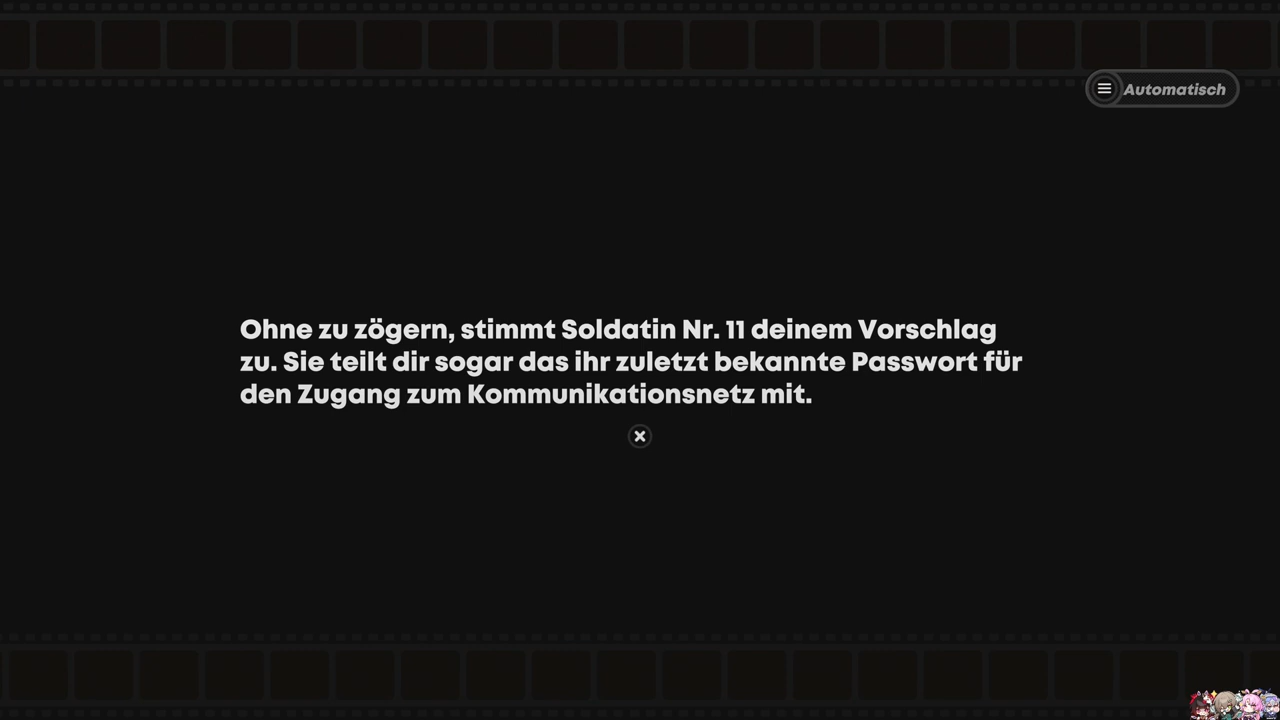 Automatisch
Ohne zu zögern, stimmt Soldatin Nr. 11 deinem Vorschlag
zu. Sie teilt dir sogar das ihr zuletzt bekannte Passwort für
den Zugang zum Kommunikationsnetz mit.